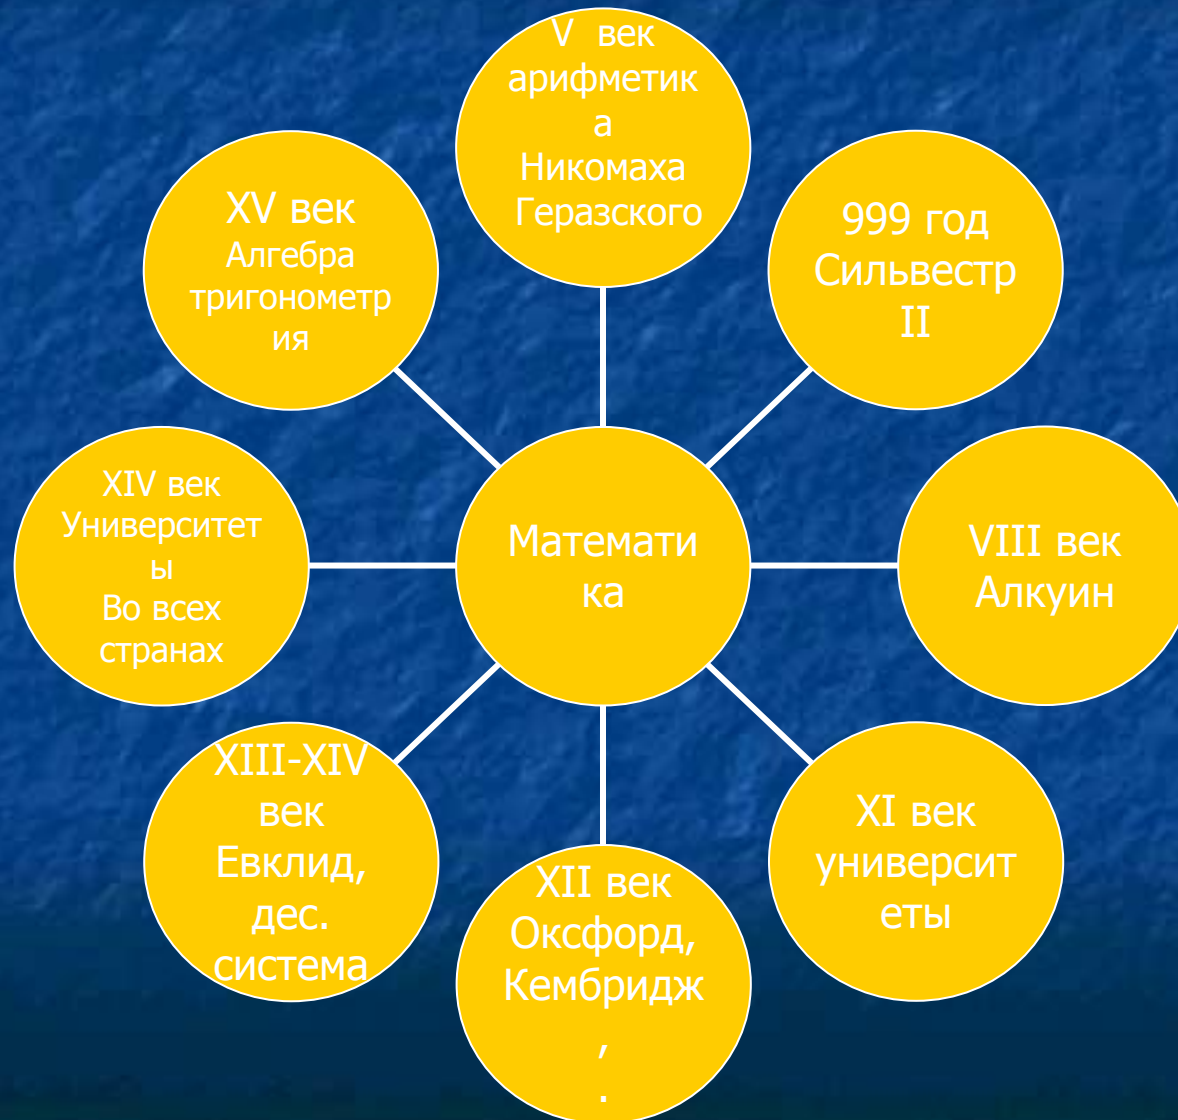 V век
арифметик
а
Никомаха
Геразского
999 год
Сильвестр
II
VIII век
Алкуин
XI век
университ
еты
XII век
Оксфорд,
Кембридж
,
.
XIII-XIV
век
Евклид,
дес.
система
XIV век
Университет
ы
Во всех
странах
XV век
Алгебра
тригонометр
ия
Математи
ка